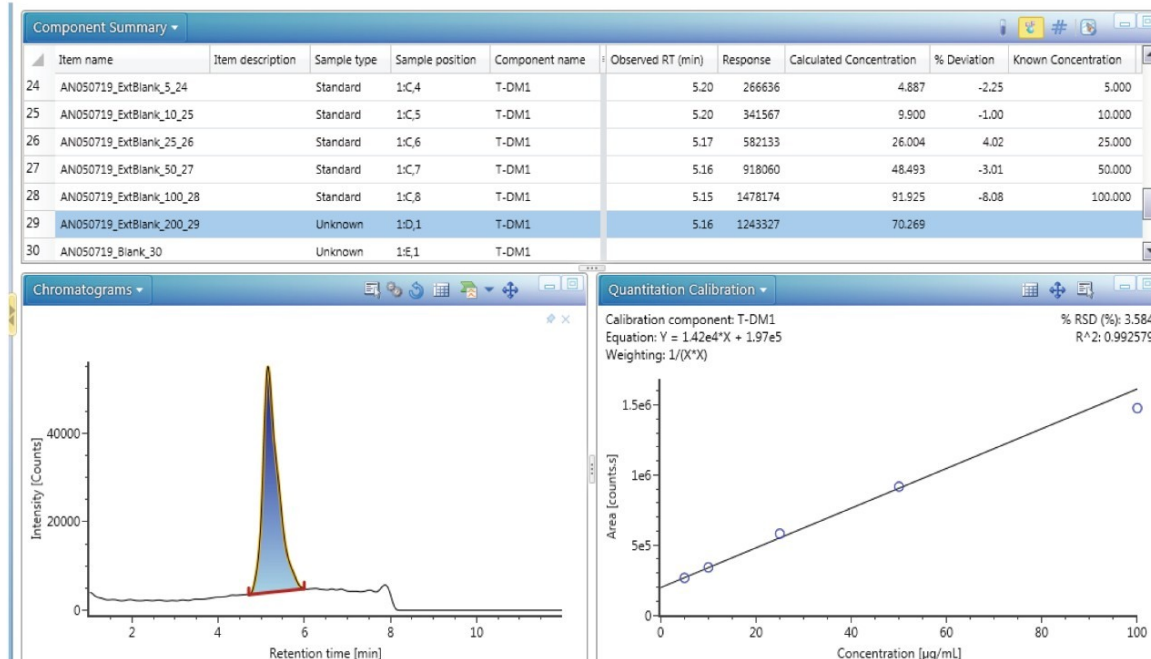 Component Summary
Item name Item description Sample type Sample position Component name Observed RT (min) Response Calculated Concentration % Deviation Known Concentration
24 AN050719_ExtBlank_5_24 Standard 1:C,4 T-DM1 5.20 266636 4.887 -2.25 5.000
25 AN050719_ExtBlank_10_25 Standard 1:C,5 T-DM1 5.20 341567 9.900 -1.00 10.000
26 AN050719_ExtBlank_25_26 Standard 1:C,6 T-DM1 5.17 582133 26.004 4.02 25.000
27 AN050719_ExtBlank_50_27 Standard 1:C,7 T-DM1 5.16 918060 48.493 -3.01 50.000
28 AN050719_ExtBlank_100_28 Standard 1:C,8 T-DM1 5.15 1478174 91.925 -8.08 100.000
29 AN050719_ExtBlank_200_29 Unknown 1:D,1 T-DM1 5.16 1243327 70.269
30 AN050719_Blank_30 Unknown 1:E,1 T-DM1
Chromatograms
Intensity [Counts]
40000
20000
0
2 4 6 8 10
Retention time [min]
Quantitation Calibration
Calibration component: T-DM1 % RSD (%): 3.584
Equation: Y = 1.42e4*X + 1.97e5 R^2: 0.992579
Weighting: 1/(X*X)
Area [counts.s]
1.5e6
1e6
5e5
0
0 20 40 60 80 100
Concentration [µg/mL]